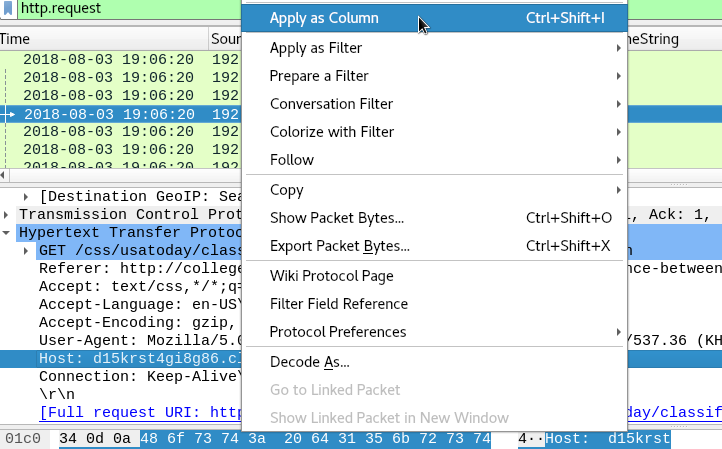 http.request
Apply as Column Ctrl+Shift+I
Apply as Filter
Prepare a Filter
Conversation Filter
Colorize with Filter
Follow
Copy
Show Packet Bytes... Ctrl+Shift+O
Export Packet Bytes... Ctrl+Shift+X
Wiki Protocol Page
Filter Field Reference
Protocol Preferences
Decode As...
Go to Linked Packet
Show Linked Packet in New Window
Time Sour neString
2018-08-03 19:06:20 192
2018-08-03 19:06:20 192
2018-08-03 19:06:20 192
2018-08-03 19:06:20 192
2018-08-03 19:06:20 192
2018-08-03 19:06:20 192
2018-08-03 19:06:20 192
[Destination GeoIP: Sea
Transmission Control Prot 1, Ack: 1,
Hypertext Transfer Protoc
GET /css/usatoday/class n
Referer: http://college nce-between
Accept: text/css,*/*;q=
Accept-Language: en-US\
Accept-Encoding: gzip,
User-Agent: Mozilla/5.0 /537.36 (KH
Host: d15krst4gi8g86.cl
Connection: Keep-Alive\
\r\n
[Full request URI: http day/classif
01c0 34 0d 0a 48 6f 73 74 3a 20 64 31 35 6b 72 73 74 4··Host: d15krst